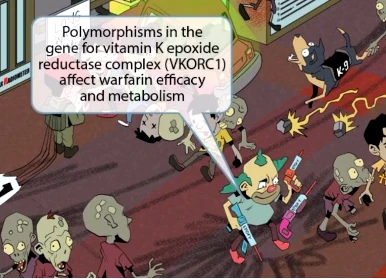 Polymorphisms in the
gene for vitamin K epoxide
reductase complex (VKORC1)
affect warfarin efficacy
and metabolism
K-9